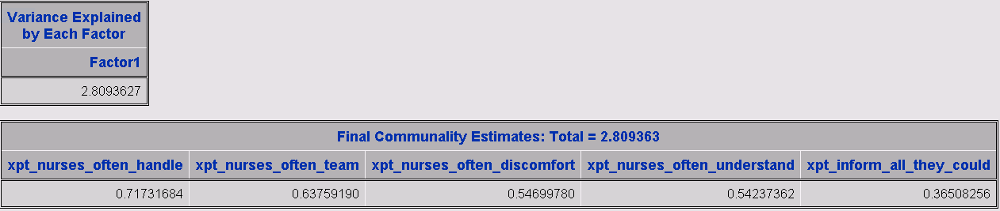 Variance Explained
by Each Factor
Factor1
2.8093627
Final Communality Estimates: Total = 2.809363
xpt_nurses_often_handle xpt_nurses_often_team xpt_nurses_often_discomfort xpt_nurses_often_understand xpt_inform_all_they_could
0.71731684 0.63759190 0.54699780 0.54237362 0.36508256